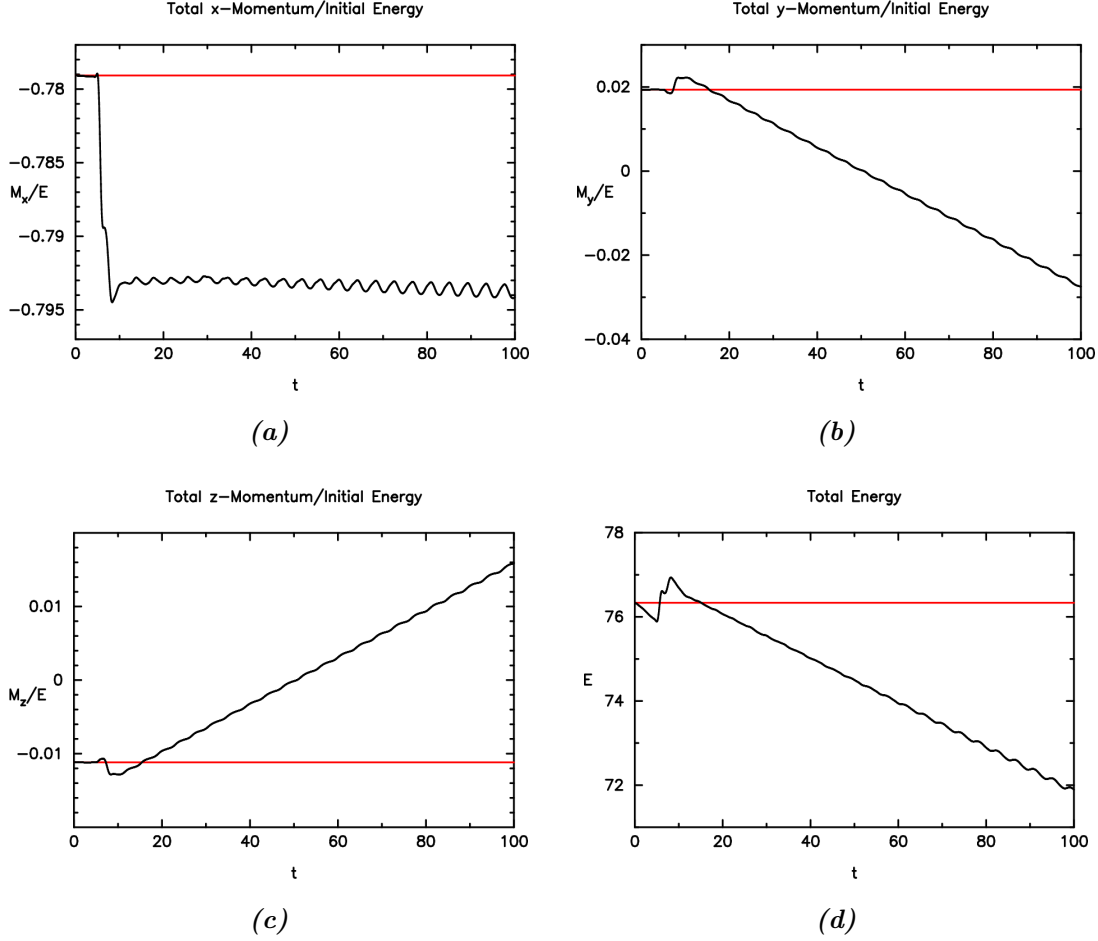 Total x-Momentum/Initial Energy
-0.78
-0.785
M_x/E
-0.79
-0.795
0 20 40 60 80 100
t
(a)
Total y-Momentum/Initial Energy
0.02
0
M_y/E
-0.02
-0.04
0 20 40 60 80 100
t
(b)
Total z-Momentum/Initial Energy
0.01
0
M_z/E
-0.01
0 20 40 60 80 100
t
(c)
Total Energy
78
76
E
74
72
0 20 40 60 80 100
t
(d)